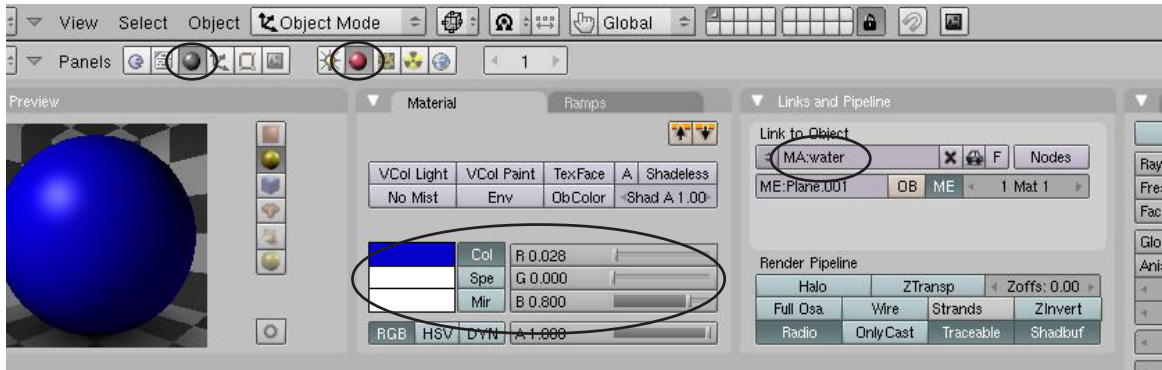 View Select Object Object Mode Global
Panels 1
Preview
Material Ramps
VCol Light VCol Paint TexFace A Shadeless
No Mist Env ObColor Shad A 1.00
Col R 0.028
Spe G 0.000
Mir B 0.800
RGB HSV DYN A 1.000
Links and Pipeline
Link to Object
MA:water F Nodes
ME:Plane.001 OB ME 1 Mat 1
Render Pipeline
Halo ZTransp Zoffs: 0.00
Full Osa Wire Strands ZInvert
Radio OnlyCast Traceable Shadbuf
Ray
Fre
Fac
Glo
Ani